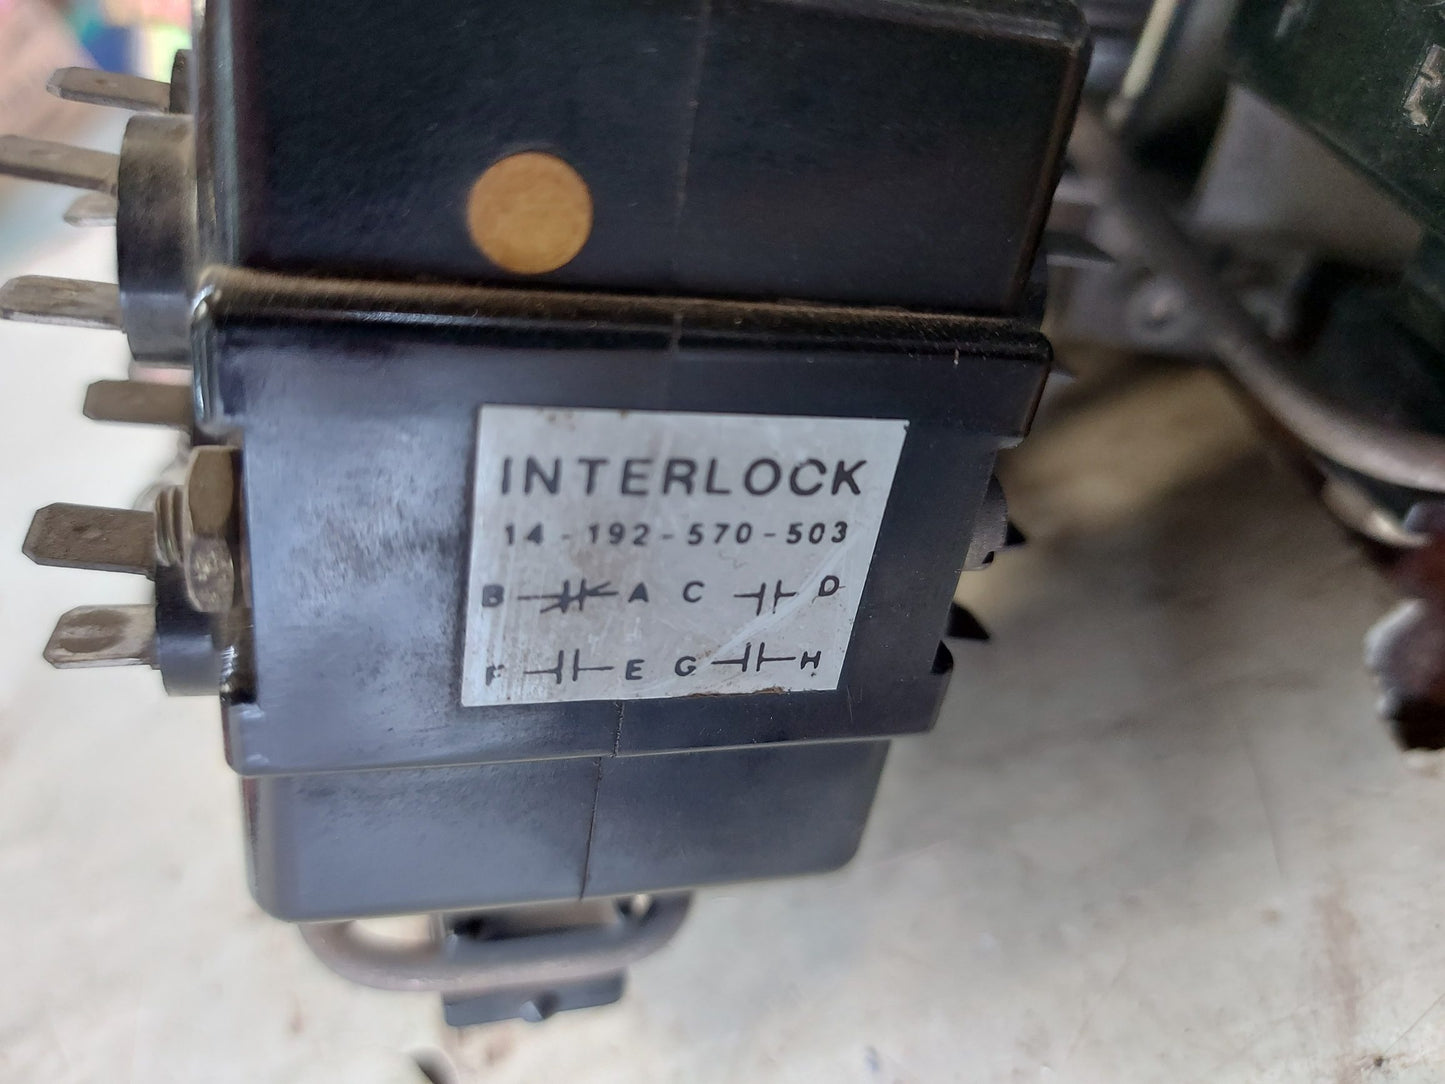 INTERLOCK
14-192-570-503
B A C D
F E G H